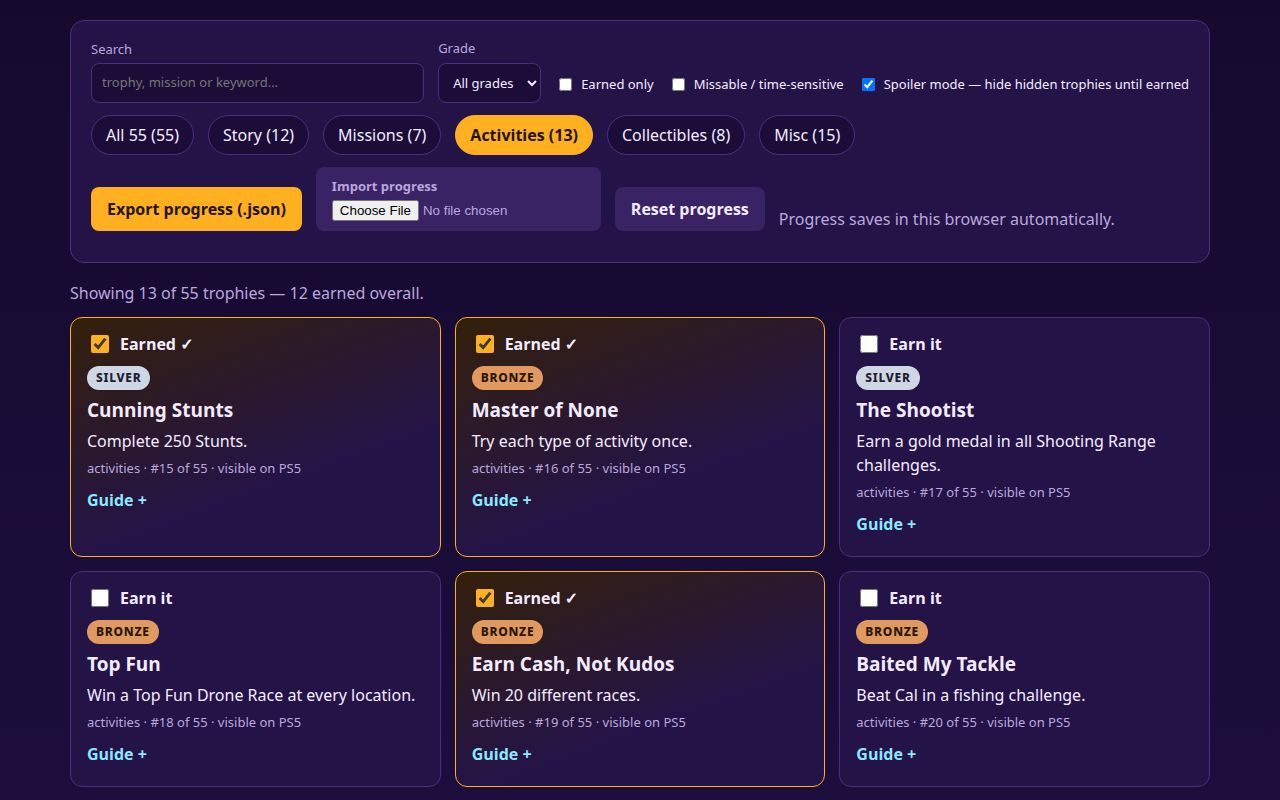 Search
Grade
trophy, mission or keyword...
All grades
Earned only
Missable / time-sensitive
Spoiler mode — hide hidden trophies until earned
All 55 (55)
Story (12)
Missions (7)
Activities (13)
Collectibles (8)
Misc (15)
Export progress (.json)
Import progress
Choose File No file chosen
Reset progress
Progress saves in this browser automatically.
Showing 13 of 55 trophies — 12 earned overall.
Earned ✓
SILVER
Cunning Stunts
Complete 250 Stunts.
activities · #15 of 55 · visible on PS5
Guide +
Earned ✓
BRONZE
Master of None
Try each type of activity once.
activities · #16 of 55 · visible on PS5
Guide +
Earn it
SILVER
The Shootist
Earn a gold medal in all Shooting Range
challenges.
activities · #17 of 55 · visible on PS5
Guide +
Earn it
BRONZE
Top Fun
Win a Top Fun Drone Race at every location.
activities · #18 of 55 · visible on PS5
Guide +
Earned ✓
BRONZE
Earn Cash, Not Kudos
Win 20 different races.
activities · #19 of 55 · visible on PS5
Guide +
Earn it
BRONZE
Baited My Tackle
Beat Cal in a fishing challenge.
activities · #20 of 55 · visible on PS5
Guide +